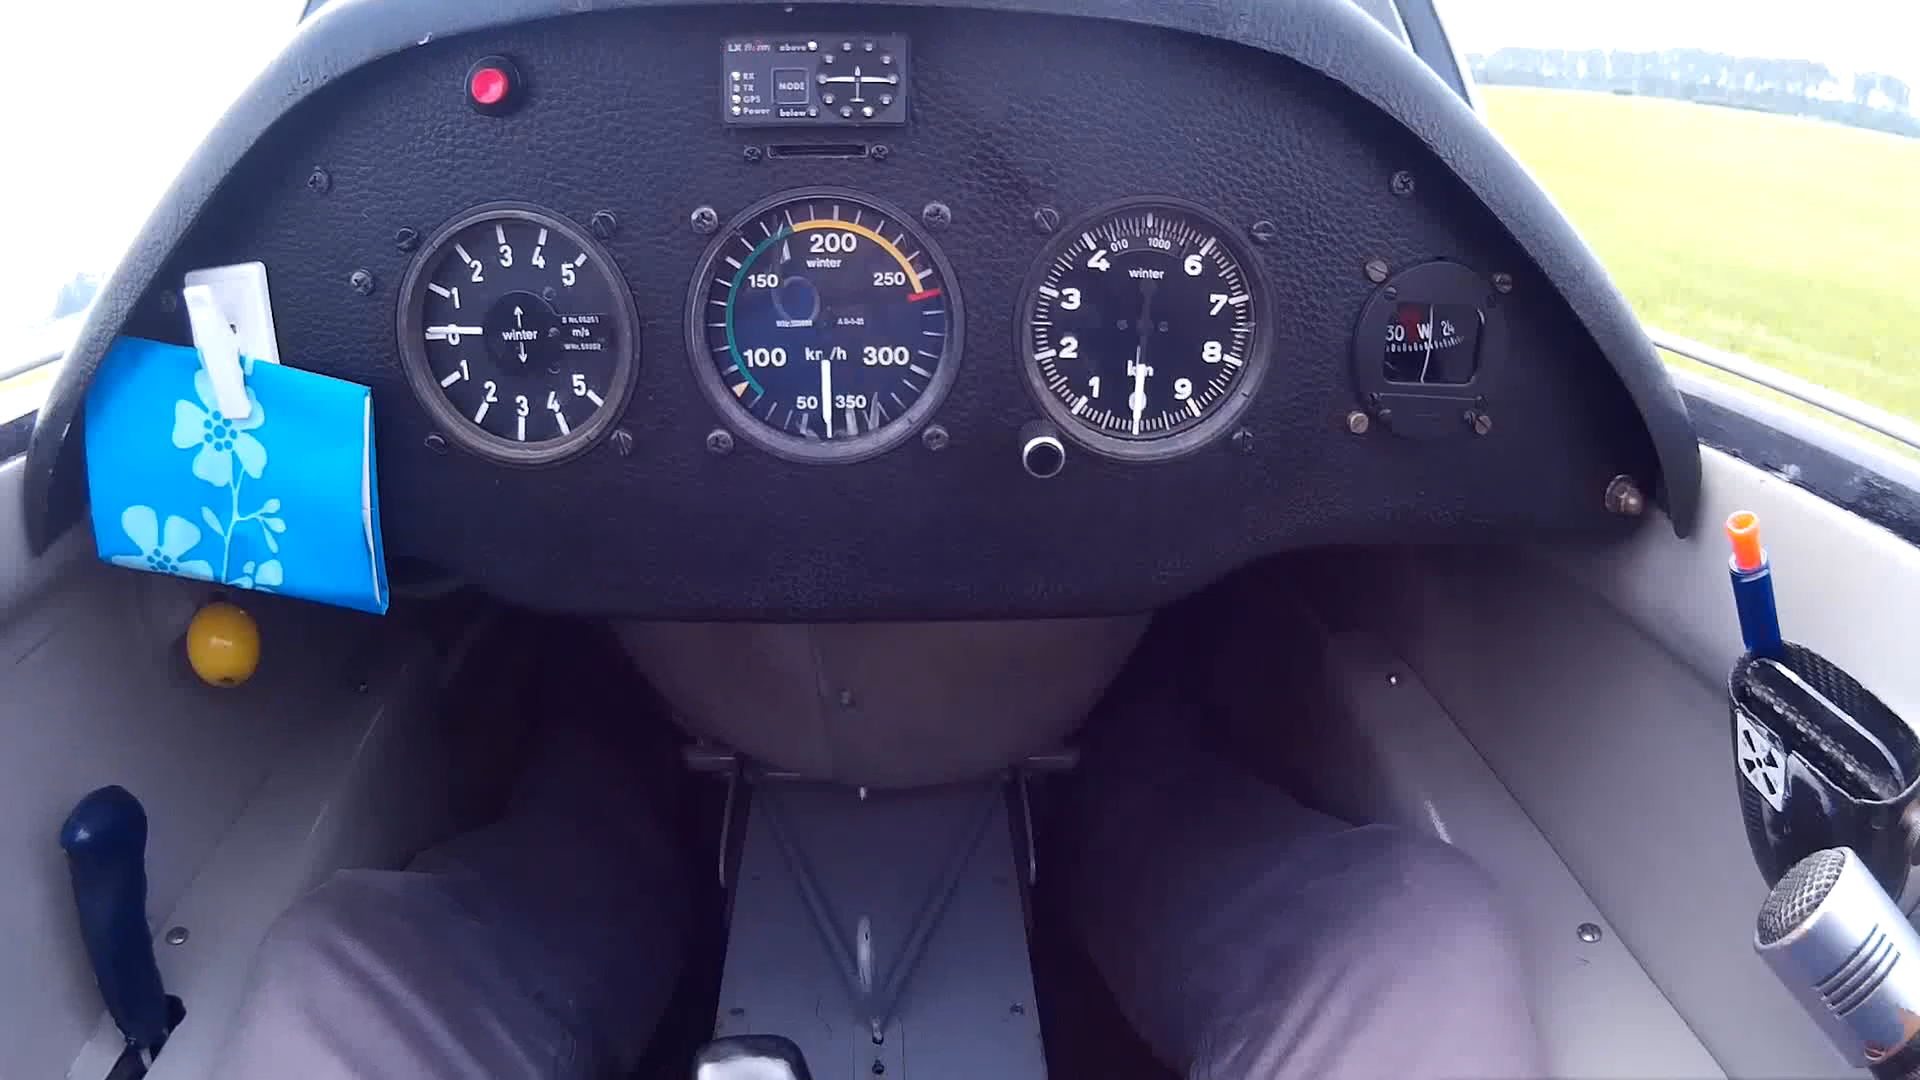 LX flarm above
RX
TX
GPS
Power
MODE
below
1 2 3 4 5
0
winter
m/s
1 2 3 4 5
200
winter
150 250
100 km/h 300
50 350
1000
4 6
winter
3 7
2 8
km
1 9
0
30 W 24